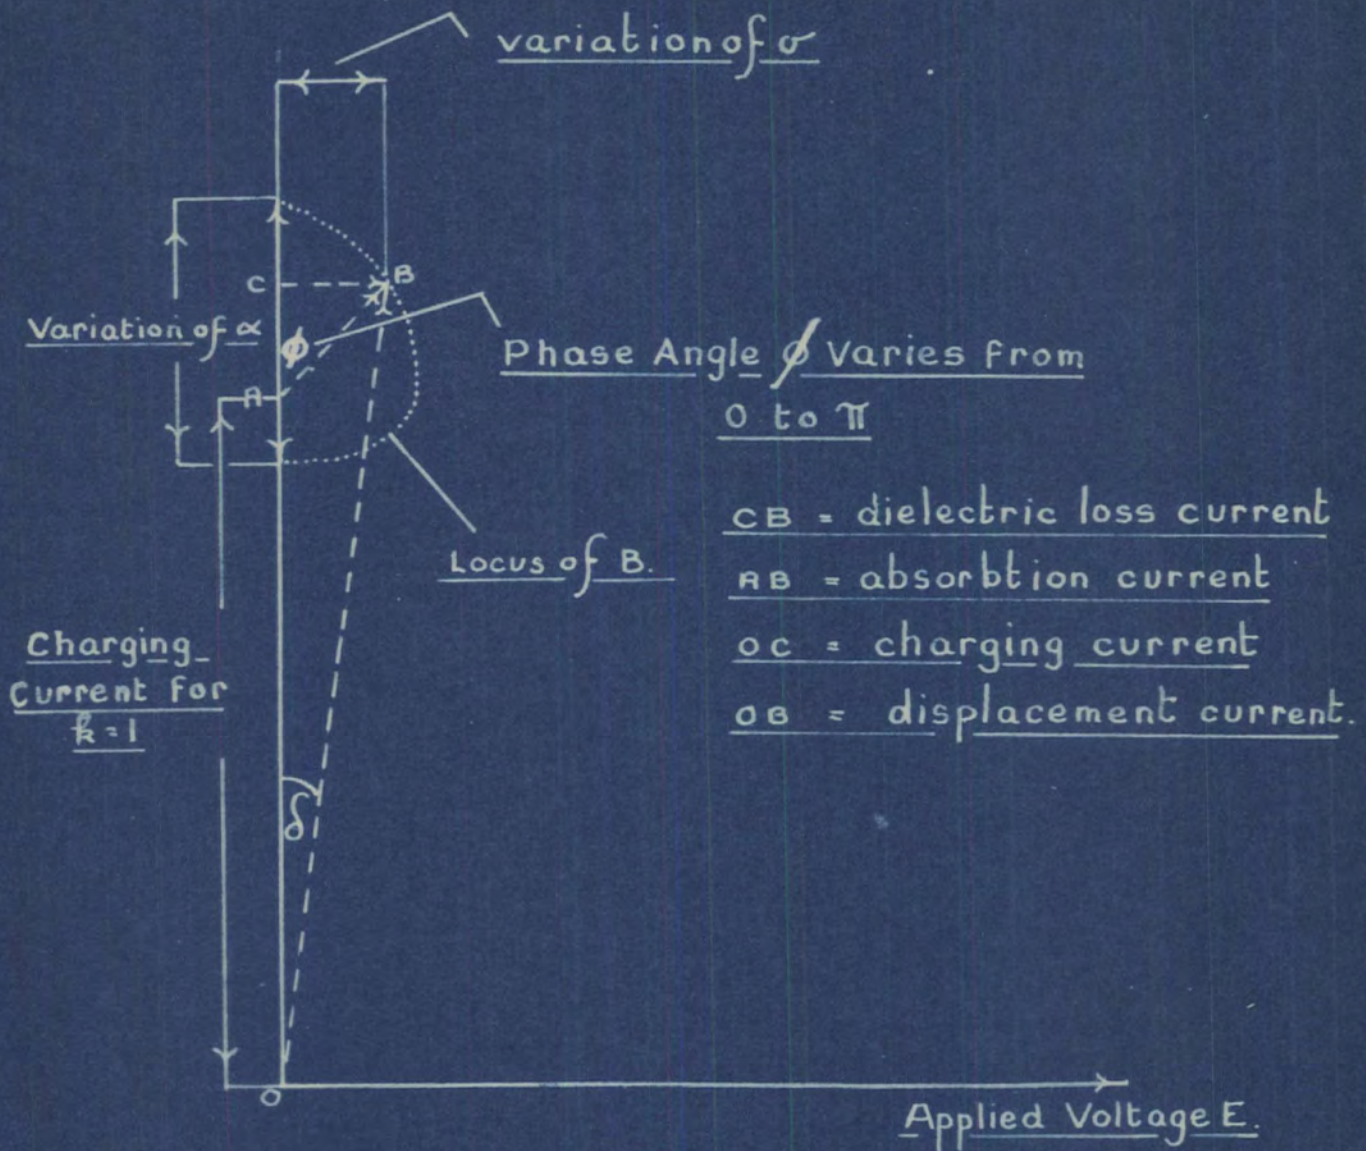 variation of σ
C
B
Variation of α
ϕ
Phase Angle ϕ Varies from
0 to π
A
CB = dielectric loss current
Locus of B.
AB = absorbtion current
Charging
OC = charging current
Current for
k=1
OB = displacement current.
δ
O
Applied Voltage E.